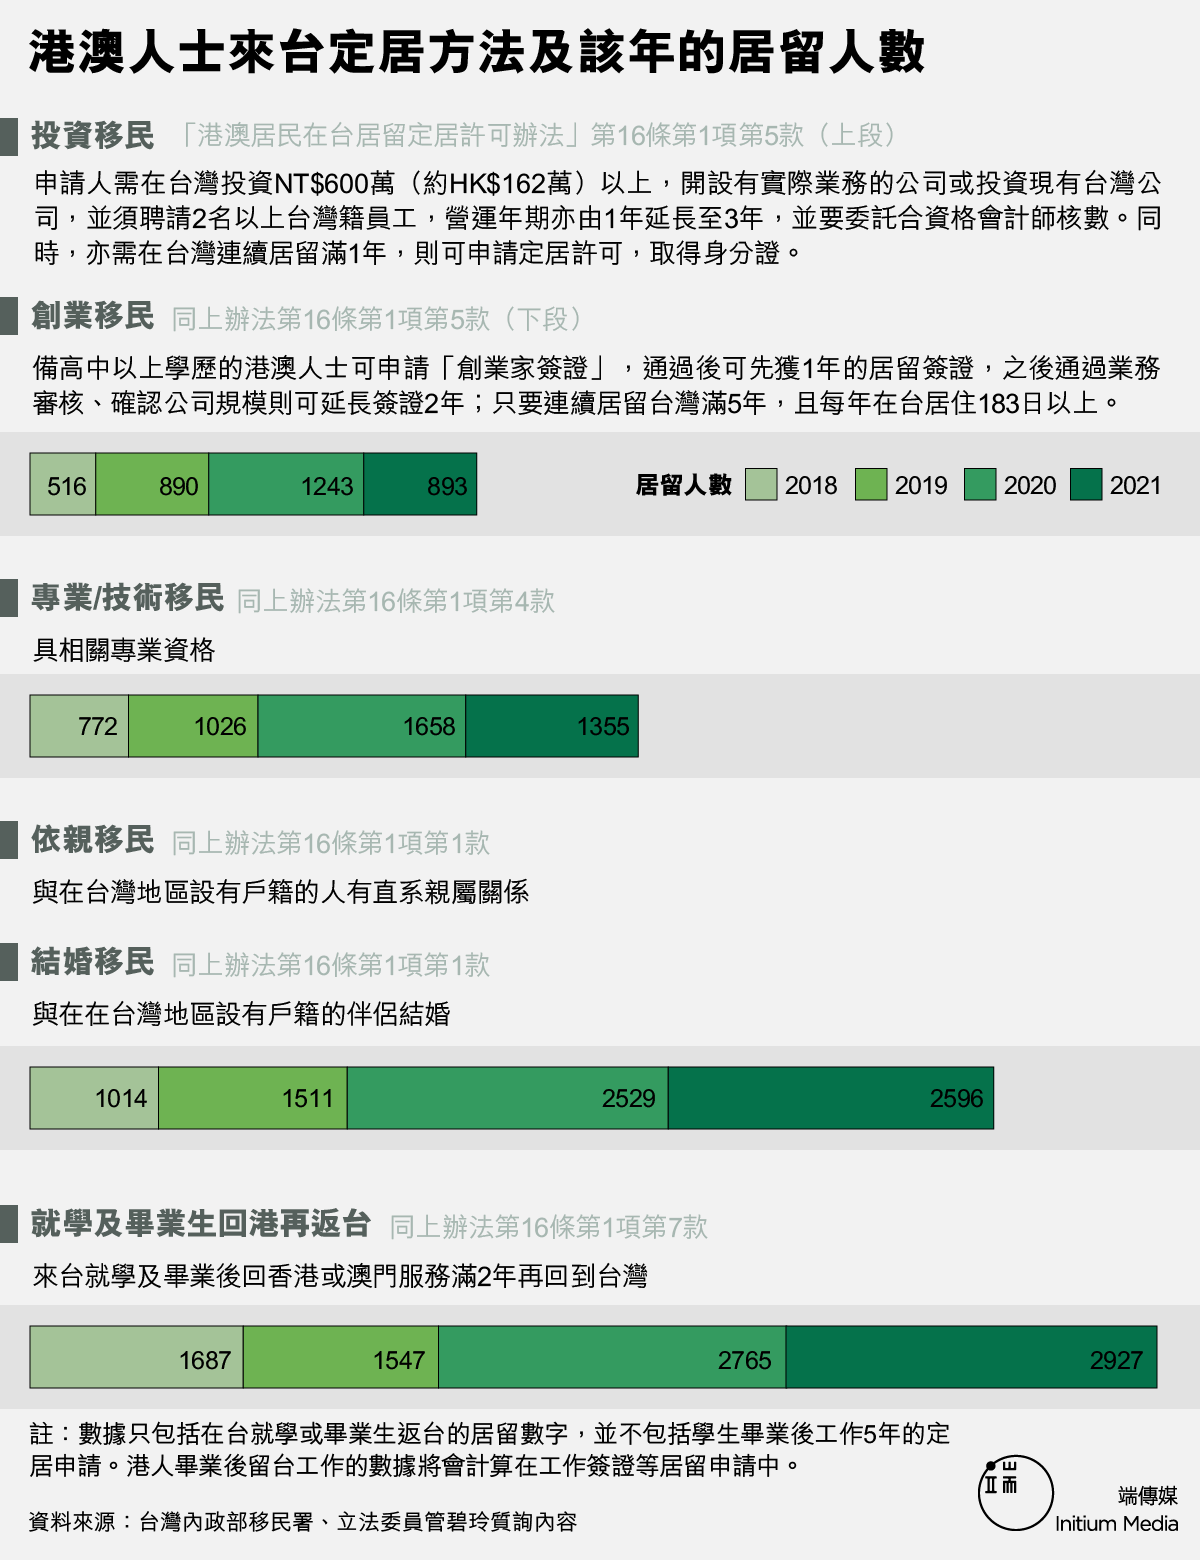 港澳人士來台定居方法及該年的居留人數
投資移民 「港澳居民在台居留定居許可辦法」第16條第1項第5款（上段）
申請人需在台灣投資NT$600萬（約HK$162萬）以上，開設有實際業務的公司或投資現有台灣公
司，並須聘請2名以上台灣籍員工，營運年期亦由1年延長至3年，並要委託合資格會計師核數。同
時，亦需在台灣連續居留滿1年，則可申請定居許可，取得身分證。
創業移民 同上辦法第16條第1項第5款（下段）
備高中以上學歷的港澳人士可申請「創業家簽證」，通過後可先獲1年的居留簽證，之後通過業務
審核、確認公司規模則可延長簽證2年；只要連續居留台灣滿5年，且每年在台居住183日以上。
516 890 1243 893 居留人數 2018 2019 2020 2021
專業/技術移民 同上辦法第16條第1項第4款
具相關專業資格
772 1026 1658 1355
依親移民 同上辦法第16條第1項第1款
與在台灣地區設有戶籍的人有直系親屬關係
結婚移民 同上辦法第16條第1項第1款
與在在台灣地區設有戶籍的伴侶結婚
1014 1511 2529 2596
就學及畢業生回港再返台 同上辦法第16條第1項第7款
來台就學及畢業後回香港或澳門服務滿2年再回到台灣
1687 1547 2765 2927
註：數據只包括在台就學或畢業生返台的居留數字，並不包括學生畢業後工作5年的定
居申請。港人畢業後留台工作的數據將會計算在工作簽證等居留申請中。
資料來源：台灣內政部移民署、立法委員管碧玲質詢內容
端傳媒
Initium Media